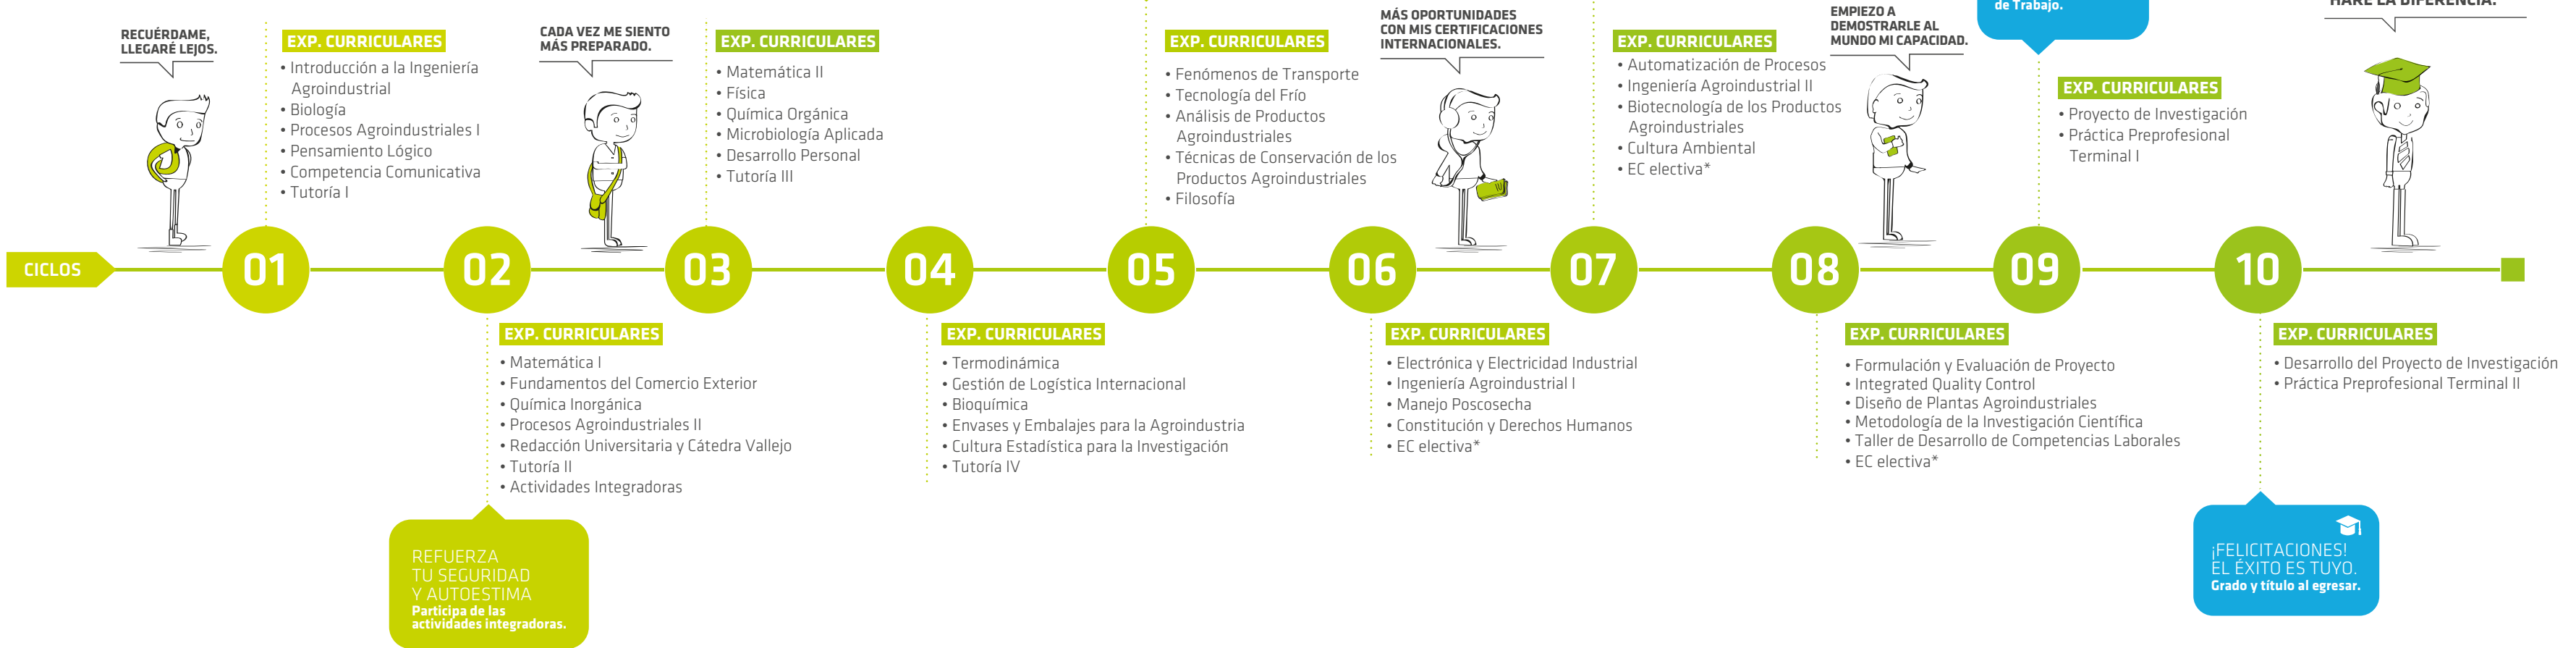 RECUÉRDAME,
LLEGARÉ LEJOS.
EXP. CURRICULARES
• Introducción a la Ingeniería
Agroindustrial
• Biología
• Procesos Agroindustriales I
• Pensamiento Lógico
• Competencia Comunicativa
• Tutoría I
CADA VEZ ME SIENTO
MÁS PREPARADO.
EXP. CURRICULARES
• Matemática II
• Física
• Química Orgánica
• Microbiología Aplicada
• Desarrollo Personal
• Tutoría III
EXP. CURRICULARES
• Fenómenos de Transporte
• Tecnología del Frío
• Análisis de Productos
Agroindustriales
• Técnicas de Conservación de los
Productos Agroindustriales
• Filosofía
MÁS OPORTUNIDADES
CON MIS CERTIFICACIONES
INTERNACIONALES.
EXP. CURRICULARES
• Automatización de Procesos
• Ingeniería Agroindustrial II
• Biotecnología de los Productos
Agroindustriales
• Cultura Ambiental
• EC electiva*
EMPIEZO A
DEMOSTRARLE AL
MUNDO MI CAPACIDAD.
de Trabajo.
EXP. CURRICULARES
• Proyecto de Investigación
• Práctica Preprofesional
Terminal I
HARÉ LA DIFERENCIA.
CICLOS
01
02
03
04
05
06
07
08
09
10
EXP. CURRICULARES
• Matemática I
• Fundamentos del Comercio Exterior
• Química Inorgánica
• Procesos Agroindustriales II
• Redacción Universitaria y Cátedra Vallejo
• Tutoría II
• Actividades Integradoras
REFUERZA
TU SEGURIDAD
Y AUTOESTIMA
Participa de las
actividades integradoras.
EXP. CURRICULARES
• Termodinámica
• Gestión de Logística Internacional
• Bioquímica
• Envases y Embalajes para la Agroindustria
• Cultura Estadística para la Investigación
• Tutoría IV
EXP. CURRICULARES
• Electrónica y Electricidad Industrial
• Ingeniería Agroindustrial I
• Manejo Poscosecha
• Constitución y Derechos Humanos
• EC electiva*
EXP. CURRICULARES
• Formulación y Evaluación de Proyecto
• Integrated Quality Control
• Diseño de Plantas Agroindustriales
• Metodología de la Investigación Científica
• Taller de Desarrollo de Competencias Laborales
• EC electiva*
EXP. CURRICULARES
• Desarrollo del Proyecto de Investigación
• Práctica Preprofesional Terminal II
¡FELICITACIONES!
EL ÉXITO ES TUYO.
Grado y título al egresar.